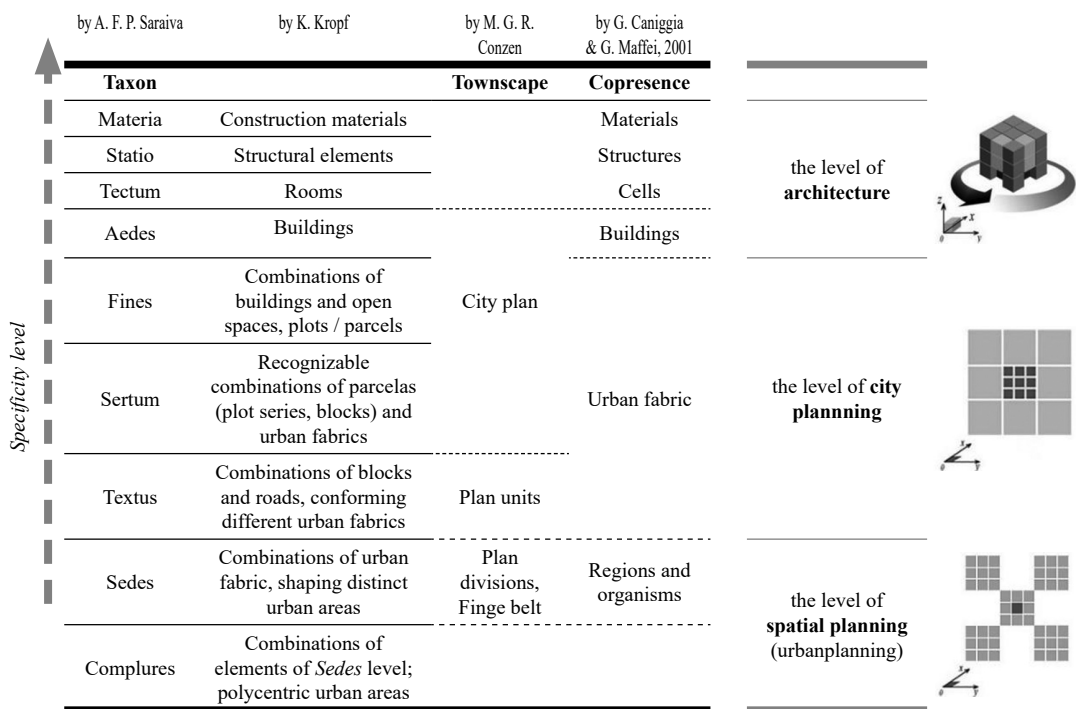 by A. F. P. Saraiva
by K. Kropf
by M. G. R.
Conzen
by G. Caniggia
& G. Maffei, 2001
Taxon
Townscape
Copresence
Materia
Construction materials
Materials
Statio
Structural elements
Structures
Tectum
Rooms
Cells
Aedes
Buildings
Buildings
the level of
architecture
z
x
0
y
Fines
Combinations of
buildings and open
spaces, plots / parcels
City plan
Sertum
Recognizable
combinations of parcelas
(plot series, blocks) and
urban fabrics
Urban fabric
the level of city
plannning
x
0
y
Textus
Combinations of blocks
and roads, conforming
different urban fabrics
Plan units
Sedes
Combinations of urban
fabric, shaping distinct
urban areas
Plan
divisions,
Finge belt
Regions and
organisms
the level of
spatial planning
(urbanplanning)
Complures
Combinations of
elements of Sedes level;
polycentric urban areas
x
0
y
Specificity level